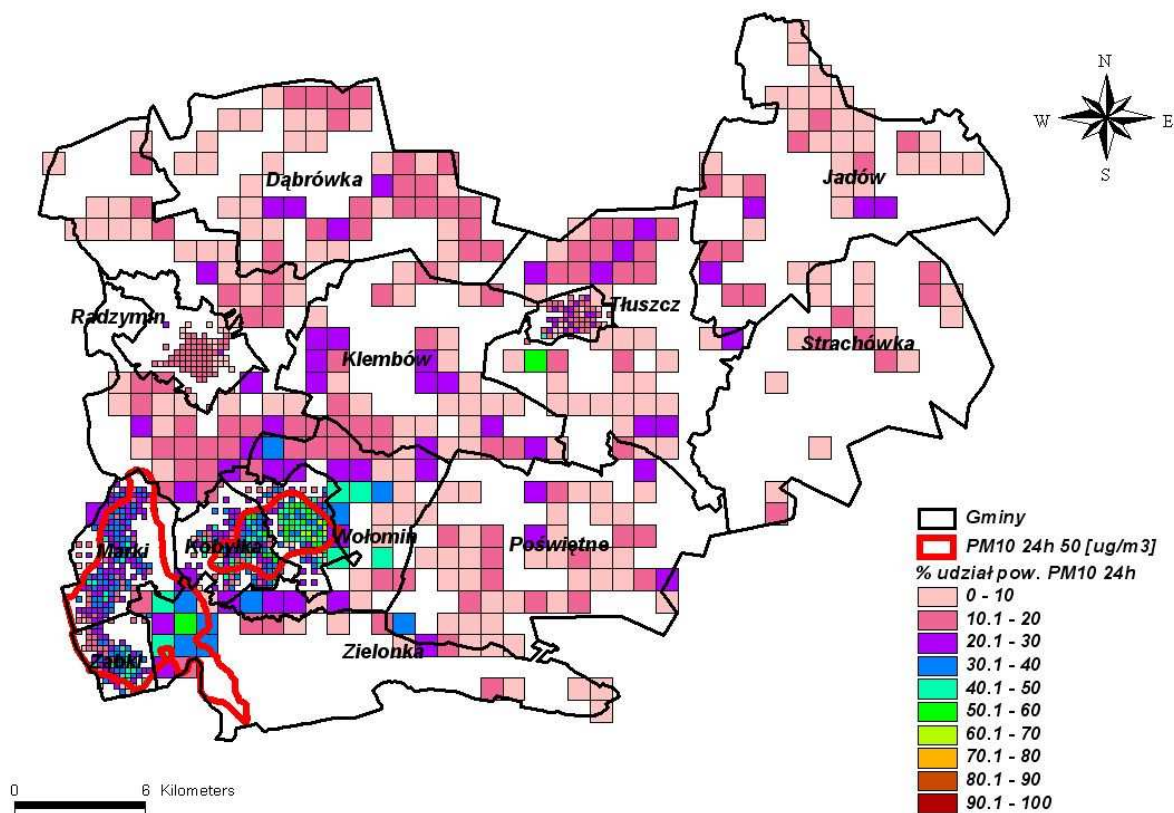 N
W E
S
Dąbrówka
Jadów
Radzymin
Tłuszcz
Klembów
Strachówka
Marki
Kobyłka
Wołomin
Poświętne
Ząbki
Zielonka
Gminy
PM10 24h 50 [ug/m3]
% udział pow. PM10 24h
0 - 10
10.1 - 20
20.1 - 30
30.1 - 40
40.1 - 50
50.1 - 60
60.1 - 70
70.1 - 80
80.1 - 90
90.1 - 100
0 6 Kilometers